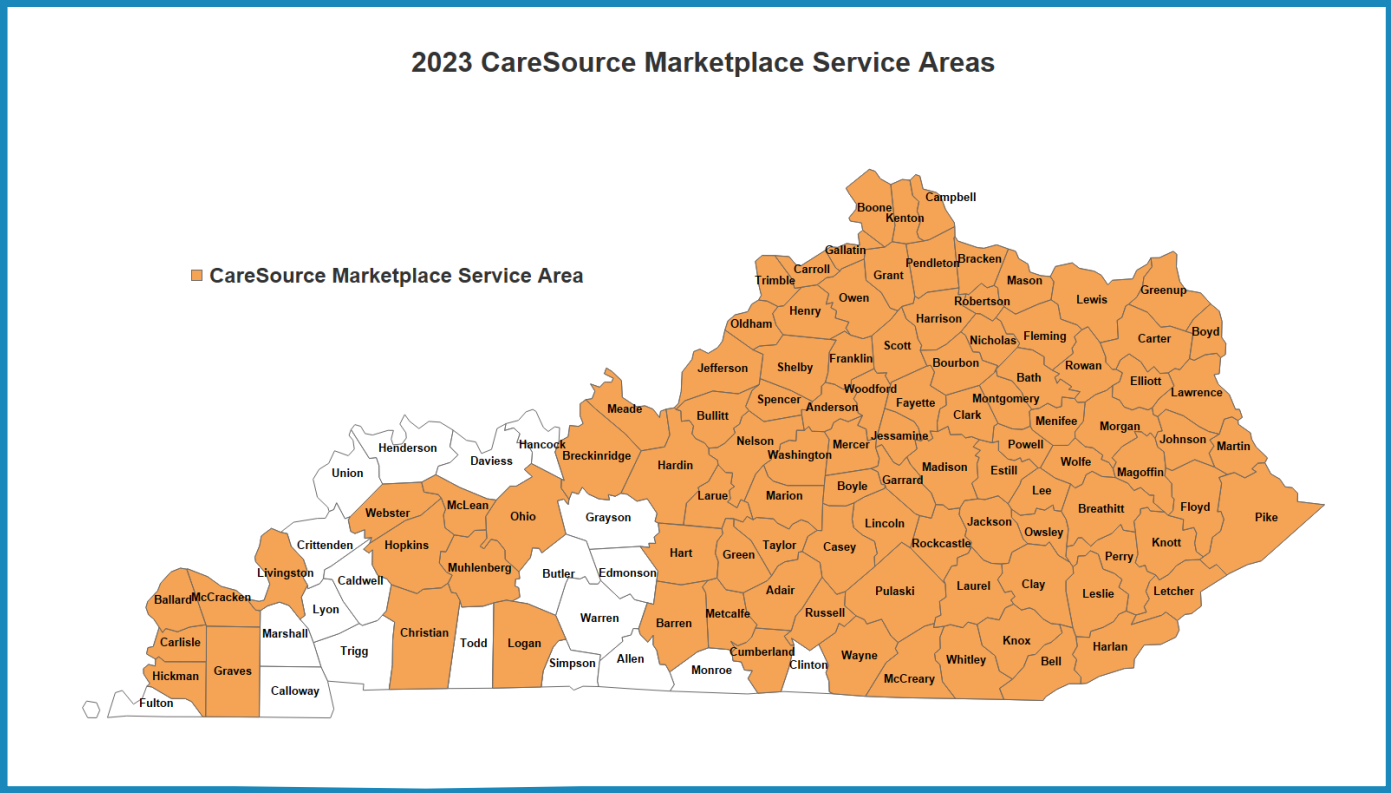 2023 CareSource Marketplace Service Areas
Campbell
Boone
Kenton
Gallatin
Bracken
Pendleton
Carroll
Grant
Trimble
Mason
Greenup
Owen
Lewis
Robertson
Henry
Harrison
Oldham
Boyd
Fleming
Carter
Nicholas
Scott
Franklin
Bourbon
Rowan
Shelby
Jefferson
Bath
Elliott
Woodford
Lawrence
Montgomery
Spencer
Fayette
Anderson
Meade
Clark
Bullitt
Menifee
Morgan
Jessamine
Johnson
Nelson
Mercer
Powell
Hancock
Martin
Henderson
Washington
Breckinridge
Daviess
Wolfe
Hardin
Madison
Estill
Magoffin
Union
Garrard
Boyle
Lee
Larue
Marion
McLean
Floyd
Breathitt
Webster
Ohio
Grayson
Pike
Jackson
Lincoln
Owsley
Knott
Rockcastle
Crittenden
Hopkins
Taylor
Casey
Hart
Green
Perry
Muhlenberg
Livingston
Butler
Edmonson
Caldwell
Clay
Laurel
Adair
Pulaski
Letcher
Leslie
McCracken
Ballard
Lyon
Russell
Metcalfe
Warren
Barren
Christian
Marshall
Knox
Carlisle
Todd
Logan
Harlan
Trigg
Cumberland
Wayne
Allen
Whitley
Bell
Simpson
Clinton
Monroe
Graves
Hickman
McCreary
Calloway
Fulton
CareSource Marketplace Service Area